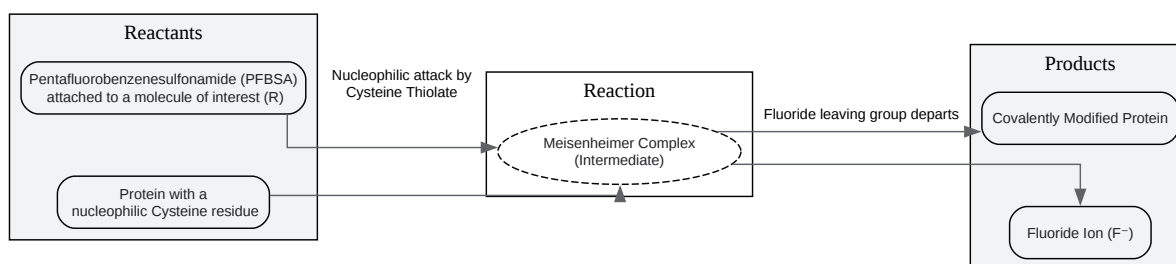 Reactants
Pentafluorobenzenesulfonamide (PFBSA)
attached to a molecule of interest (R)
Protein with a
nucleophilic Cysteine residue
Nucleophilic attack by
Cysteine Thiolate
Reaction
Meisenheimer Complex
(Intermediate)
Fluoride leaving group departs
Products
Covalently Modified Protein
Fluoride Ion (F⁻)